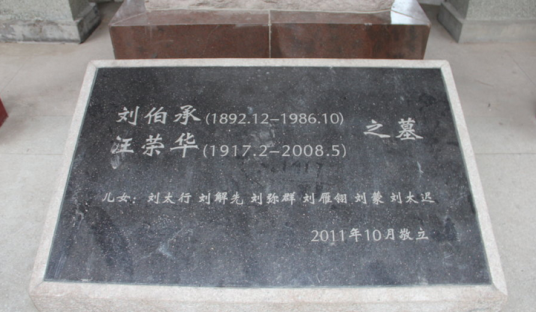 刘伯承(1892.12–1986.10) 之墓
汪荣华(1917.2–2008.5)
儿女：刘太行 刘解先 刘弥群 刘雁翎 刘蒙 刘太迟
2011年10月敬立